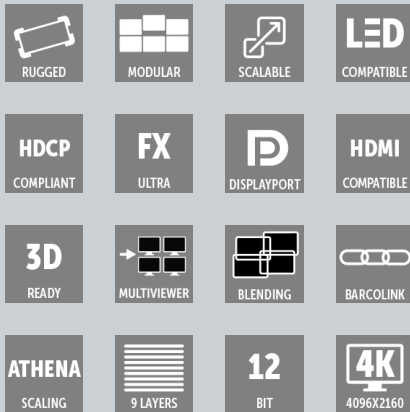 RUGGED
MODULAR
SCALABLE
LED
COMPATIBLE
HDCP
COMPLIANT
FX
ULTRA
DISPLAYPORT
HDMI
COMPATIBLE
3D
READY
MULTIVIEWER
BLENDING
BARCOLINK
ATHENA
SCALING
9 LAYERS
12
BIT
4K
4096X2160